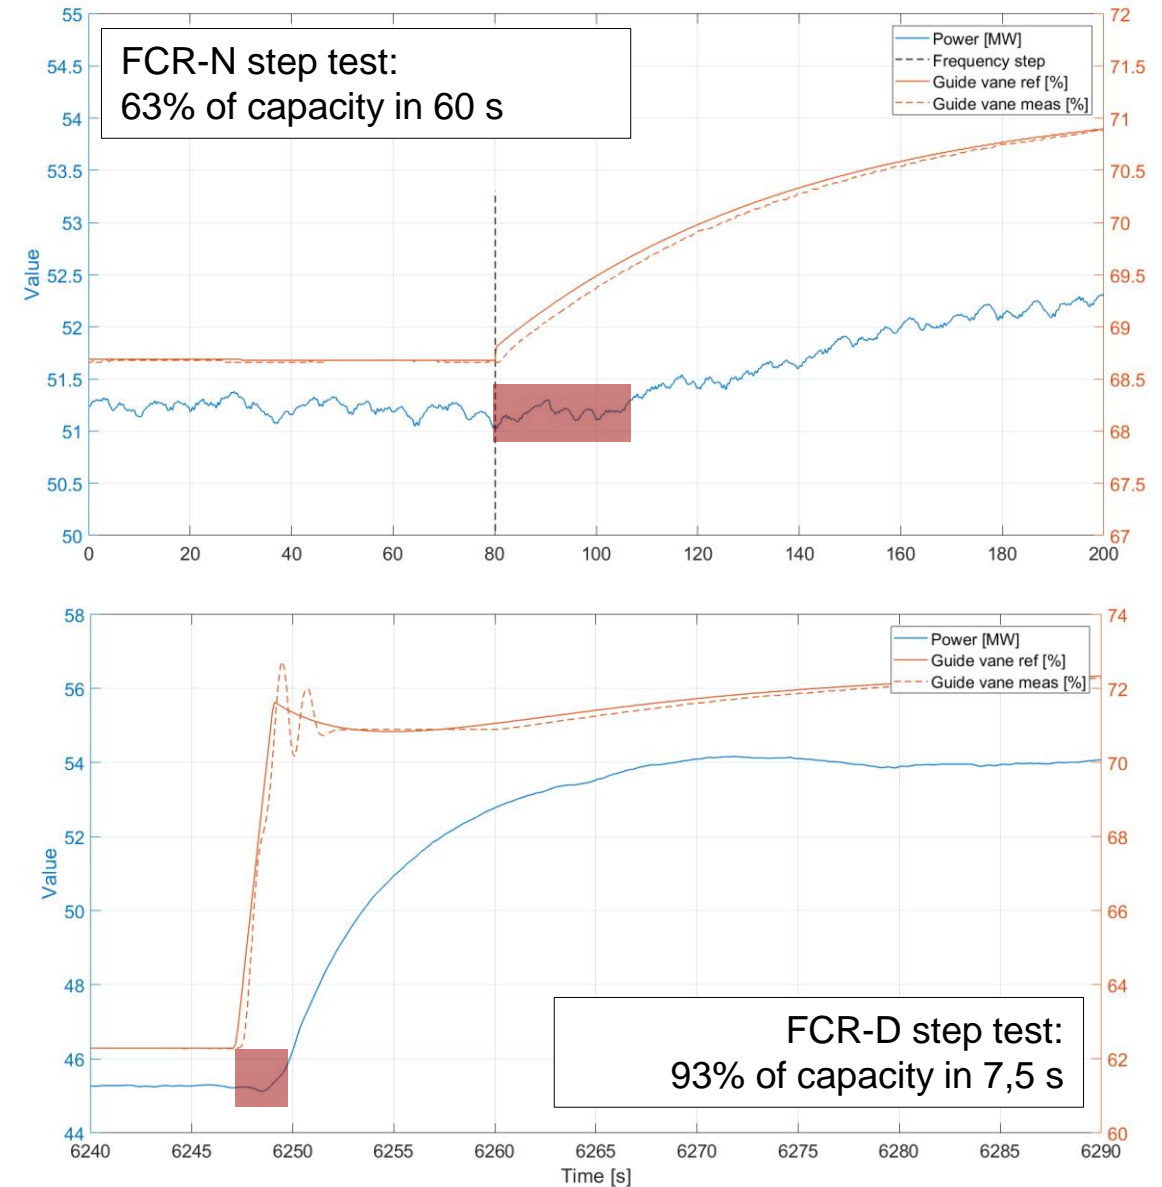 FCR-N step test:
63% of capacity in 60 s
Power [MW]
Frequency step
Guide vane ref [%]
Guide vane meas [%]
Value
55
54.5
54
53.5
53
52.5
52
51.5
51
50.5
50
72
71.5
71
70.5
70
69.5
69
68.5
68
67.5
67
0 20 40 60 80 100 120 140 160 180 200
Power [MW]
Guide vane ref [%]
Guide vane meas [%]
Value
58
56
54
52
50
48
46
44
74
72
70
68
66
64
62
60
FCR-D step test:
93% of capacity in 7,5 s
6240 6245 6250 6255 6260 6265 6270 6275 6280 6285 6290
Time [s]